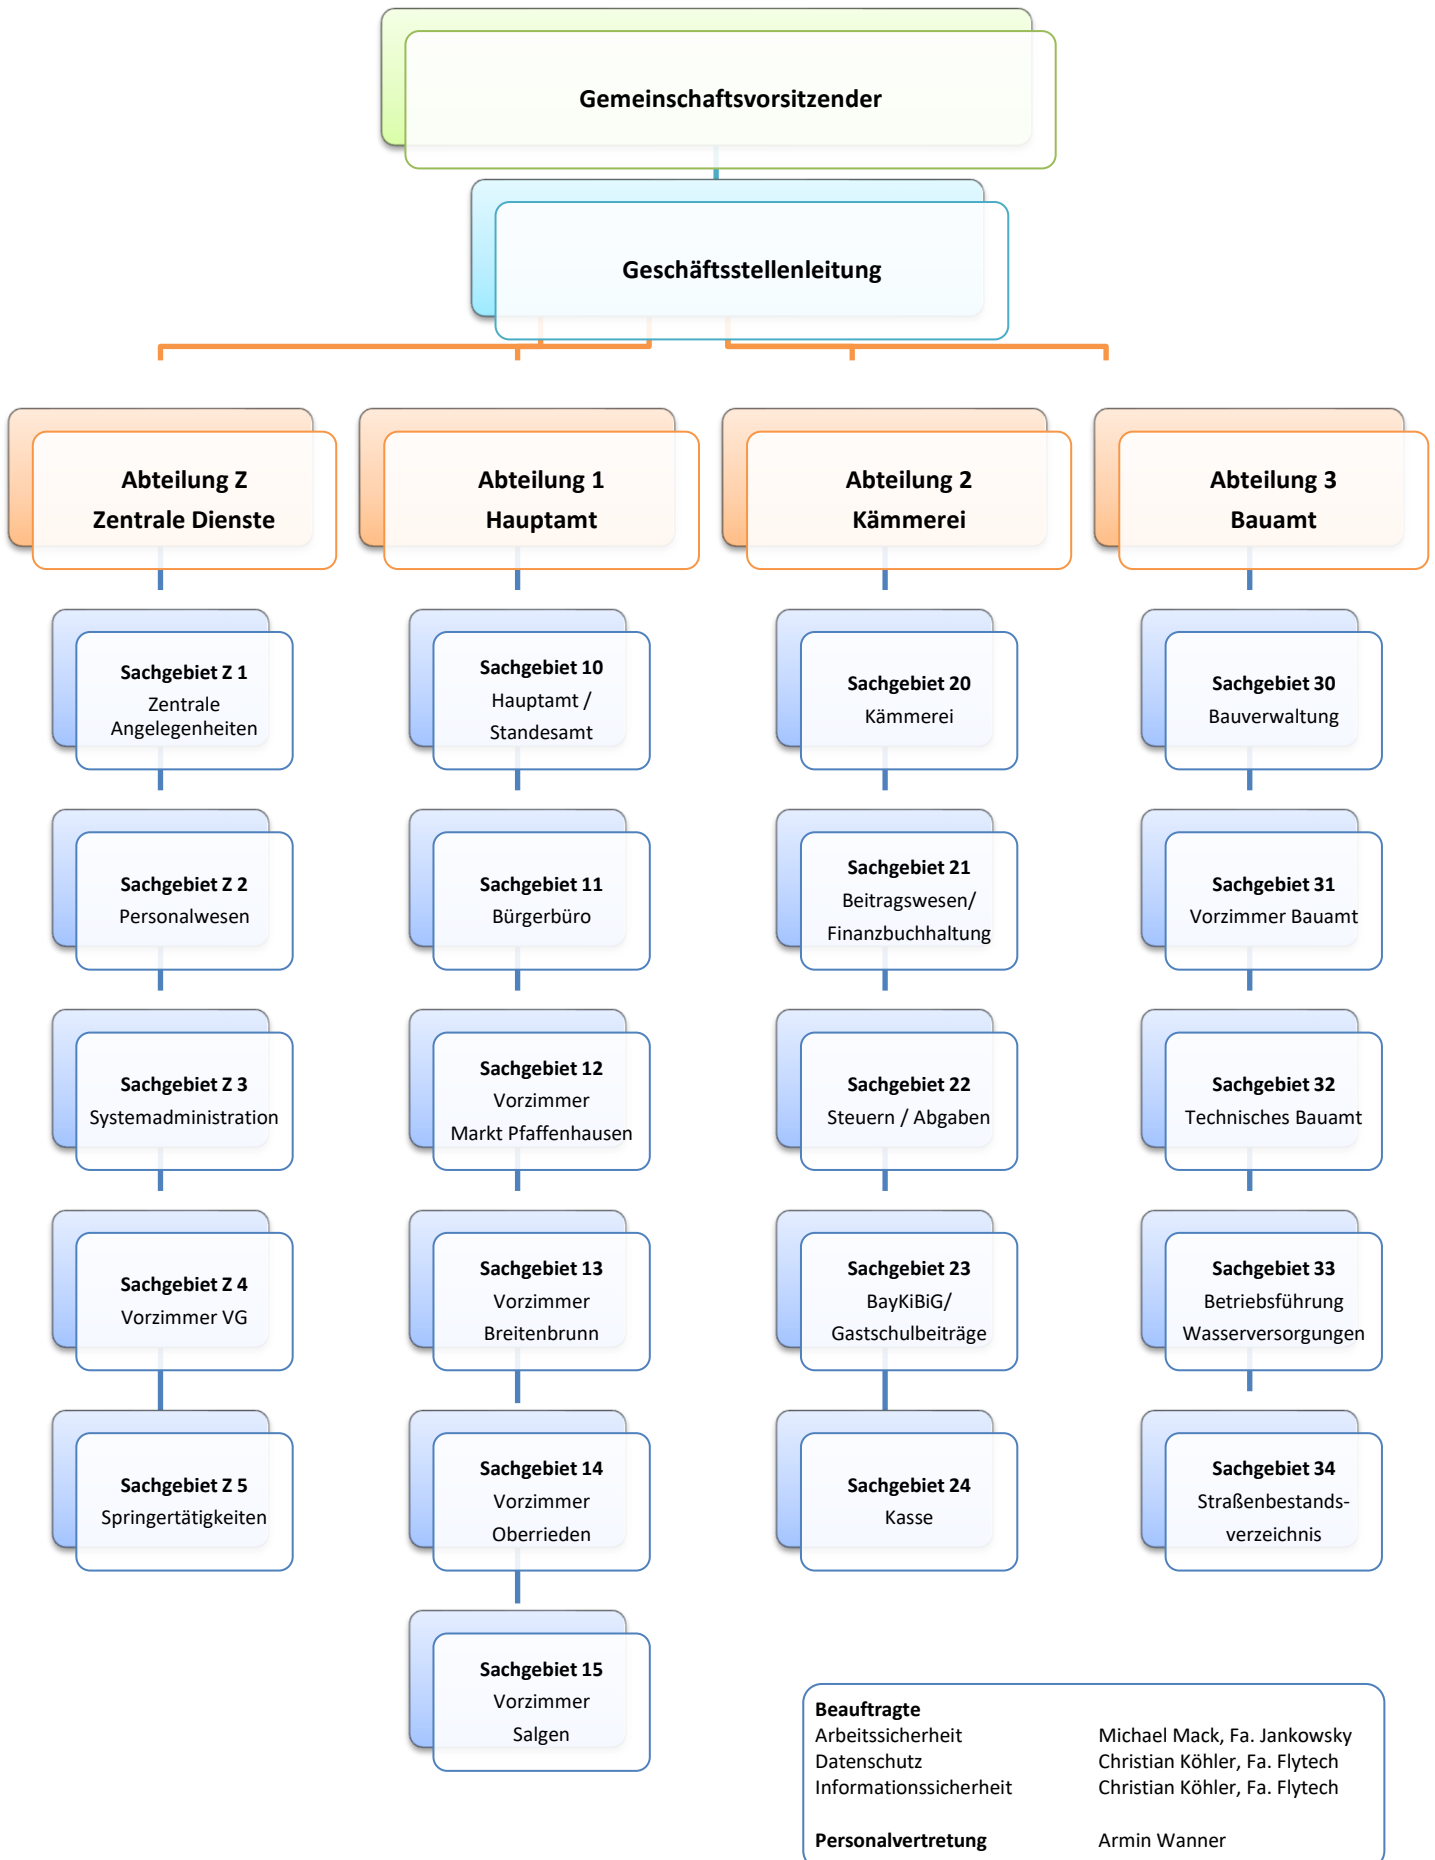 Gemeinschaftsvorsitzender
Geschäftsstellenleitung
Abteilung Z
Zentrale Dienste
Abteilung 1
Hauptamt
Abteilung 2
Kämmerei
Abteilung 3
Bauamt
Sachgebiet Z 1
Zentrale
Angelegenheiten
Sachgebiet Z 2
Personalwesen
Sachgebiet Z 3
Systemadministration
Sachgebiet Z 4
Vorzimmer VG
Sachgebiet Z 5
Springertätigkeiten
Sachgebiet 10
Hauptamt /
Standesamt
Sachgebiet 11
Bürgerbüro
Sachgebiet 12
Vorzimmer
Markt Pfaffenhausen
Sachgebiet 13
Vorzimmer
Breitenbrunn
Sachgebiet 14
Vorzimmer
Oberrieden
Sachgebiet 15
Vorzimmer
Salgen
Sachgebiet 20
Kämmerei
Sachgebiet 21
Beitragswesen/
Finanzbuchhaltung
Sachgebiet 22
Steuern / Abgaben
Sachgebiet 23
BayKiBiG/
Gastschulbeiträge
Sachgebiet 24
Kasse
Sachgebiet 30
Bauverwaltung
Sachgebiet 31
Vorzimmer Bauamt
Sachgebiet 32
Technisches Bauamt
Sachgebiet 33
Betriebsführung
Wasserversorgungen
Sachgebiet 34
Straßenbestands-
verzeichnis
Beauftragte
Arbeitssicherheit Michael Mack, Fa. Jankowsky
Datenschutz Christian Köhler, Fa. Flytech
Informationssicherheit Christian Köhler, Fa. Flytech
Personalvertretung Armin Wanner